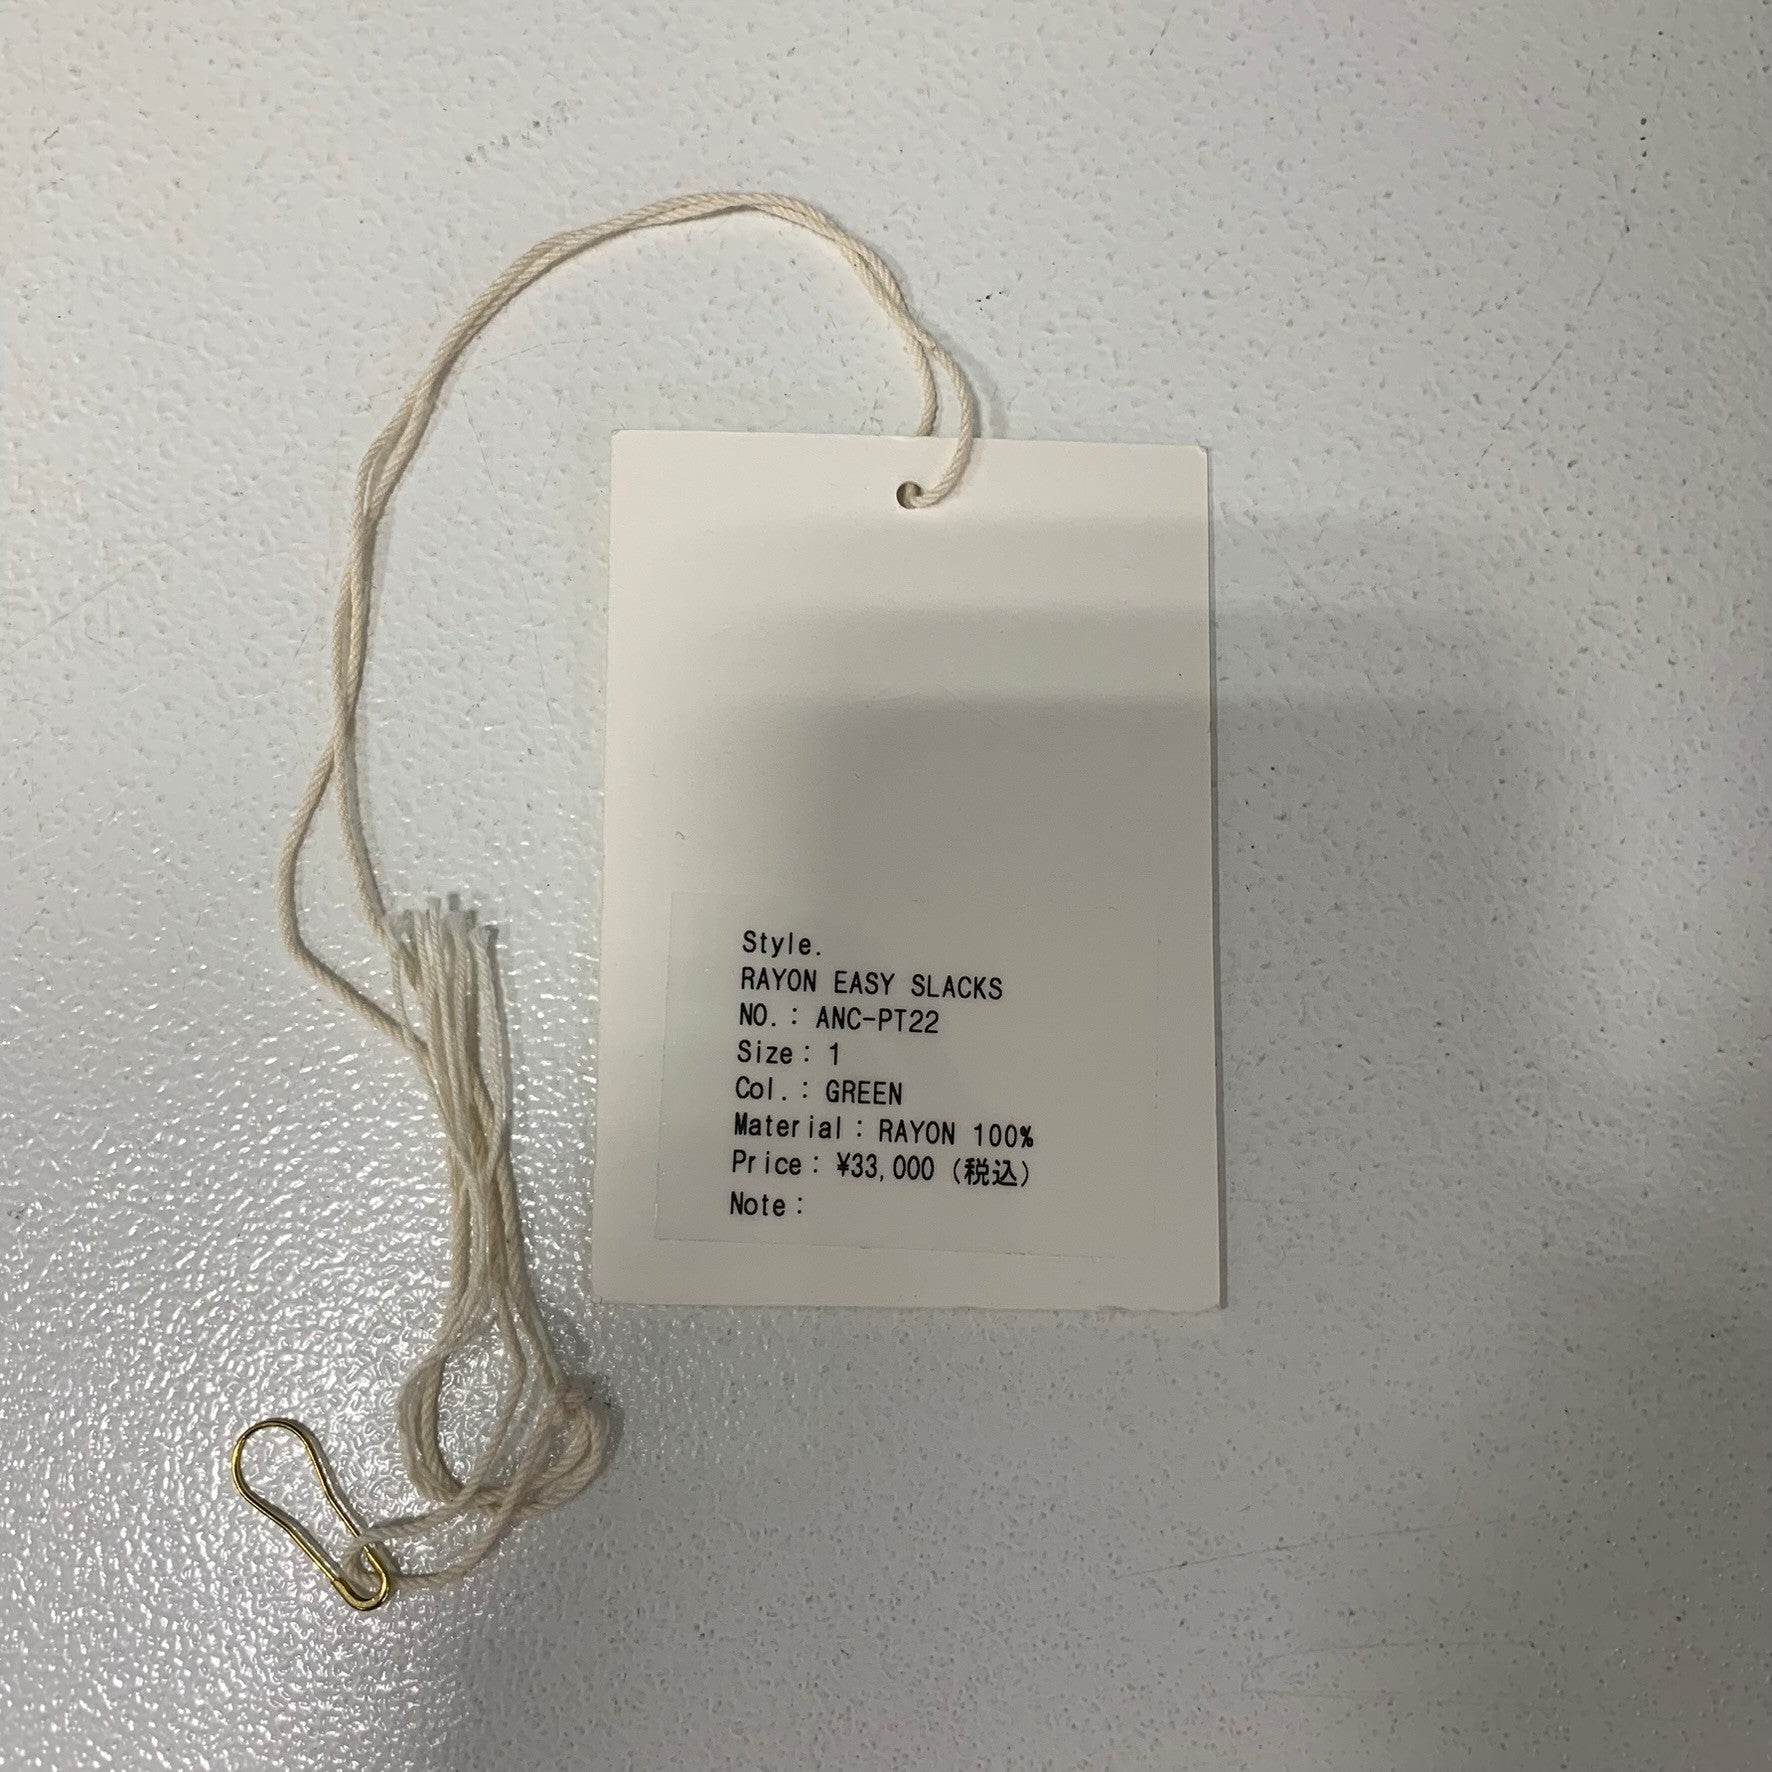 Style.
RAYON EASY SLACKS
NO.: ANC-PT22
Size: 1
Col.: GREEN
Material: RAYON 100%
Price: ¥33,000 (税込)
Note: